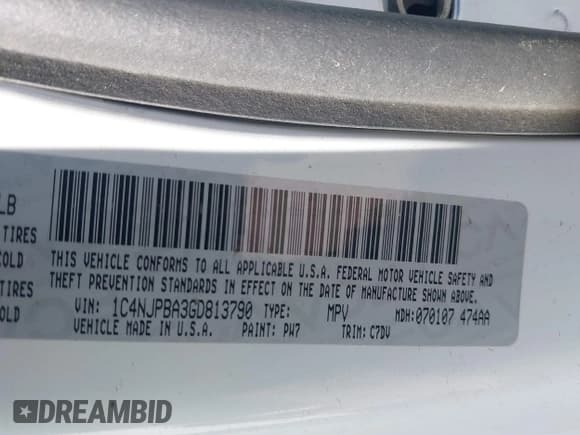 LB
TIRES
COLD
TIRES
COLD
THIS VEHICLE CONFORMS TO ALL APPLICABLE U.S.A. FEDERAL MOTOR VEHICLE SAFETY AND
THEFT PREVENTION STANDARDS IN EFFECT ON THE DATE OF MANUFACTURE SHOWN ABOVE.
VIN: 1C4NJPBA3GD813790 TYPE: MPV MDH:070107 474AA
VEHICLE MADE IN U.S.A. PAINT: PW7 TRIM: C7DV
DREAMBID